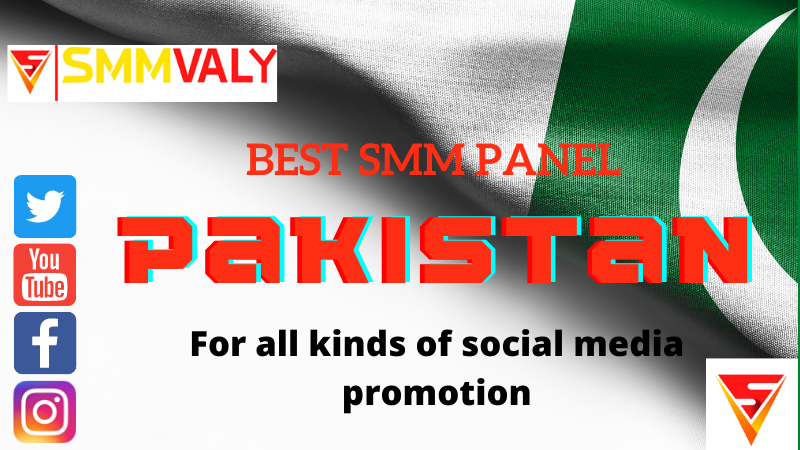 SMMVALY
BEST SMM PANEL
PAKISTAN
You
Tube
For all kinds of social media
promotion